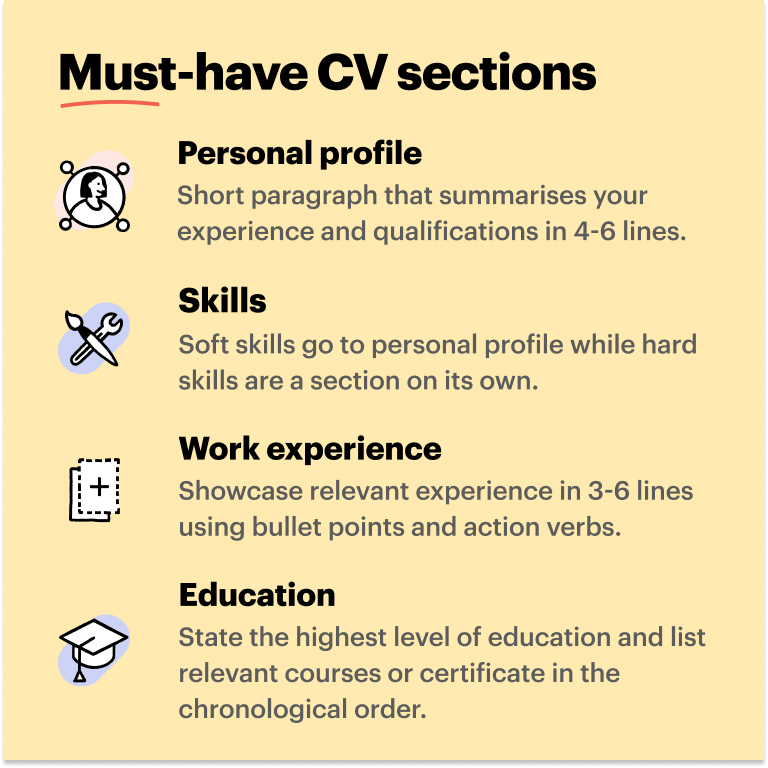 Must-have CV sections
Personal profile
Short paragraph that summarises your
experience and qualifications in 4-6 lines.
Skills
Soft skills go to personal profile while hard
skills are a section on its own.
Work experience
Showcase relevant experience in 3-6 lines
using bullet points and action verbs.
Education
State the highest level of education and list
relevant courses or certificate in the
chronological order.